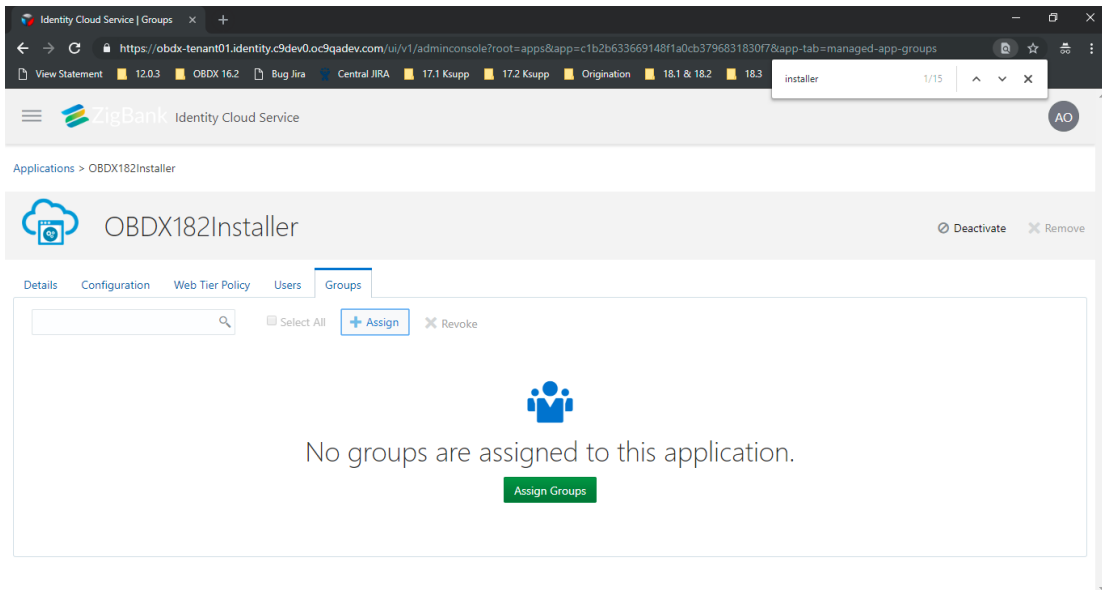 Identity Cloud Service | Groups
https://obdx-tenant01.identity.c9dev0.oc9qadev.com/ui/v1/adminconsole?root=apps&app=c1b2b633669148f1a0cb3796831830f7&app-tab=managed-app-groups
View Statement 12.0.3 OBDX 16.2 Bug Jira Central JIRA 17.1 Ksupp 17.2 Ksupp Origination 18.1 & 18.2 18.3
installer 1/15
ZigBank Identity Cloud Service AO
Applications > OBDX182Installer
OBDX182Installer Deactivate Remove
Details Configuration Web Tier Policy Users Groups
Select All Assign Revoke
No groups are assigned to this application.
Assign Groups